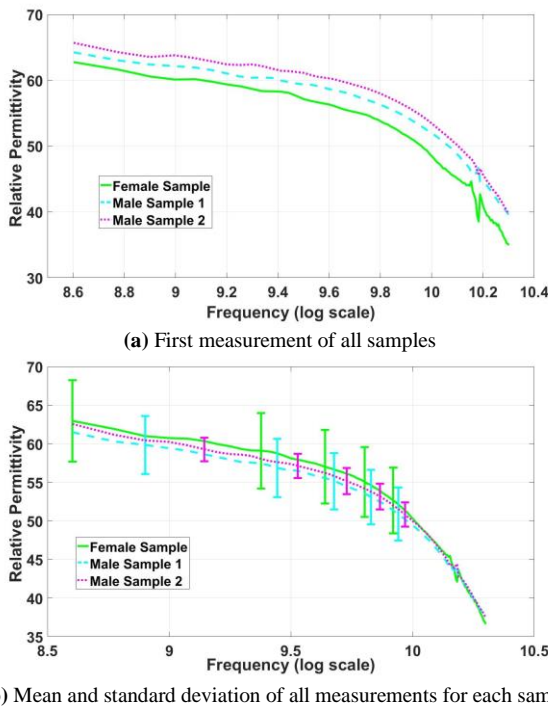 70
60
50
40
30
Relative Permittivity
Female Sample
Male Sample 1
Male Sample 2
8.6 8.8 9 9.2 9.4 9.6 9.8 10 10.2 10.4
Frequency (log scale)
(a) First measurement of all samples
70
65
60
55
50
45
40
35
Relative Permittivity
Female Sample
Male Sample 1
Male Sample 2
8.5 9 9.5 10 10.5
Frequency (log scale)
) Mean and standard deviation of all measurements for each sam